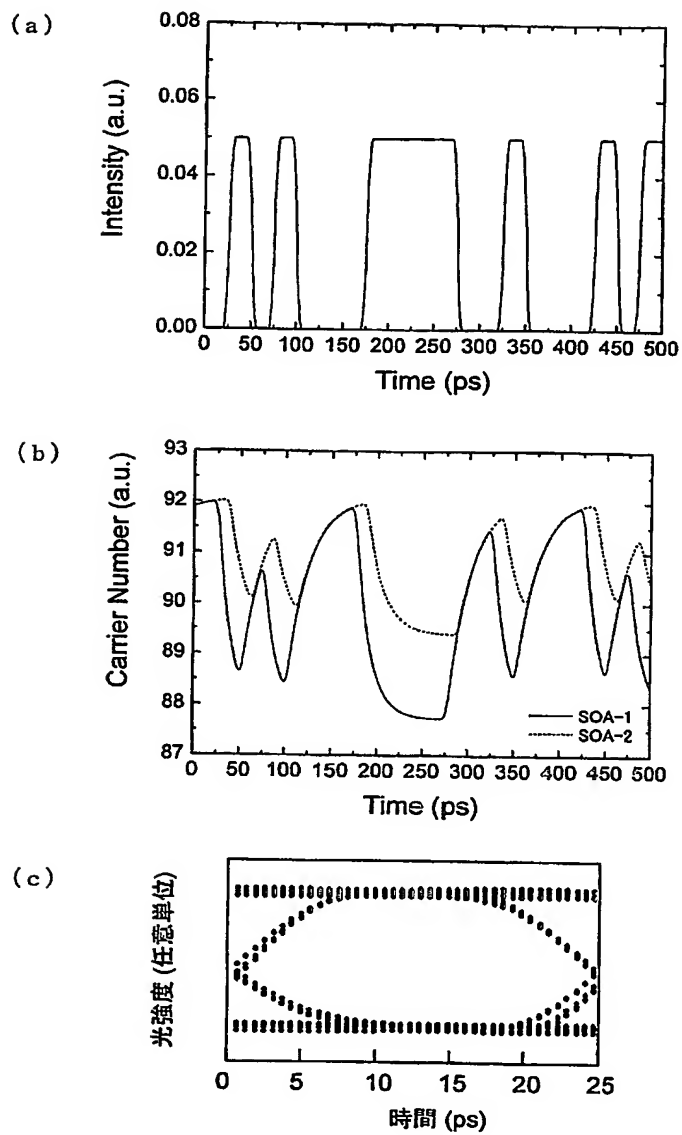 (a)
Intensity (a.u.)
0.08
0.06
0.04
0.02
0.00
0 50 100 150 200 250 300 350 400 450 500
Time (ps)
(b)
Carrier Number (a.u.)
93
92
91
90
89
88
87
SOA-1
SOA-2
0 50 100 150 200 250 300 350 400 450 500
Time (ps)
(c)
光強度 (任意単位)
0 5 10 15 20 25
時間 (ps)